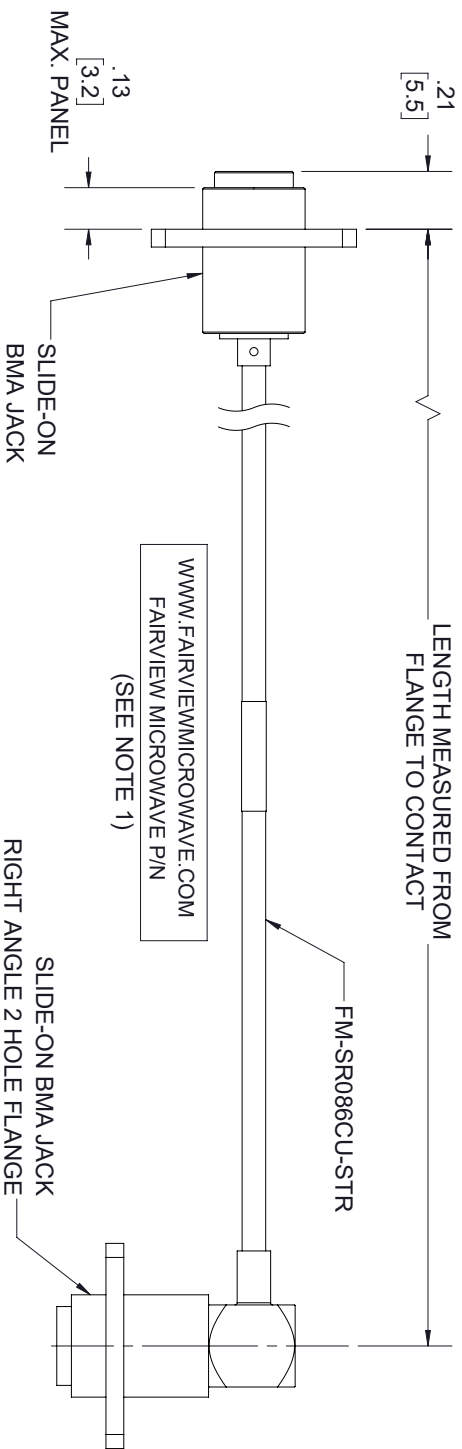 .21
[5.5]
LENGTH MEASURED FROM
FLANGE TO CONTACT
.13
[3.2]
MAX. PANEL
SLIDE-ON
BMA JACK
FM-SR086CU-STR
WWW.FAIRVIEWMICROWAVE.COM
FAIRVIEW MICROWAVE P/N
(SEE NOTE 1)
SLIDE-ON BMA JACK
RIGHT ANGLE 2 HOLE FLANGE